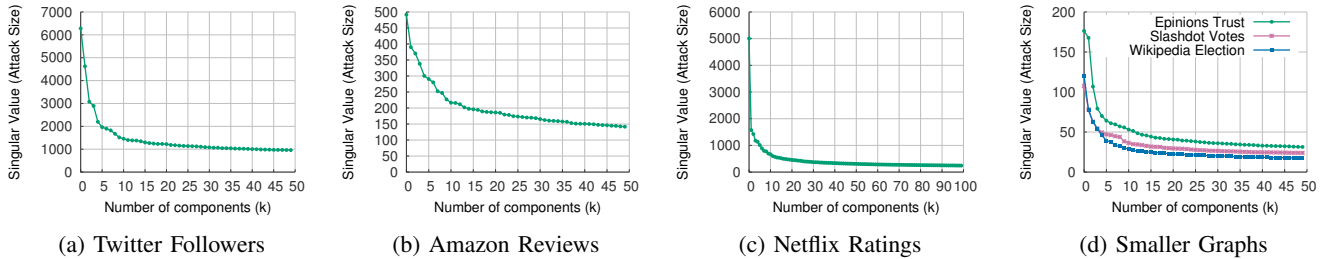 Singular Value (Attack Size)
7000
6000
5000
4000
3000
2000
1000
0
0 5 10 15 20 25 30 35 40 45 50
Number of components (k)
(a) Twitter Followers
Singular Value (Attack Size)
500
450
400
350
300
250
200
150
100
50
0
0 5 10 15 20 25 30 35 40 45 50
Number of components (k)
(b) Amazon Reviews
Singular Value (Attack Size)
6000
5000
4000
3000
2000
1000
0
0 10 20 30 40 50 60 70 80 90 100
Number of components (k)
(c) Netflix Ratings
Singular Value (Attack Size)
200
150
100
50
0
Epinions Trust
Slashdot Votes
Wikipedia Election
0 5 10 15 20 25 30 35 40 45 50
Number of components (k)
(d) Smaller Graphs